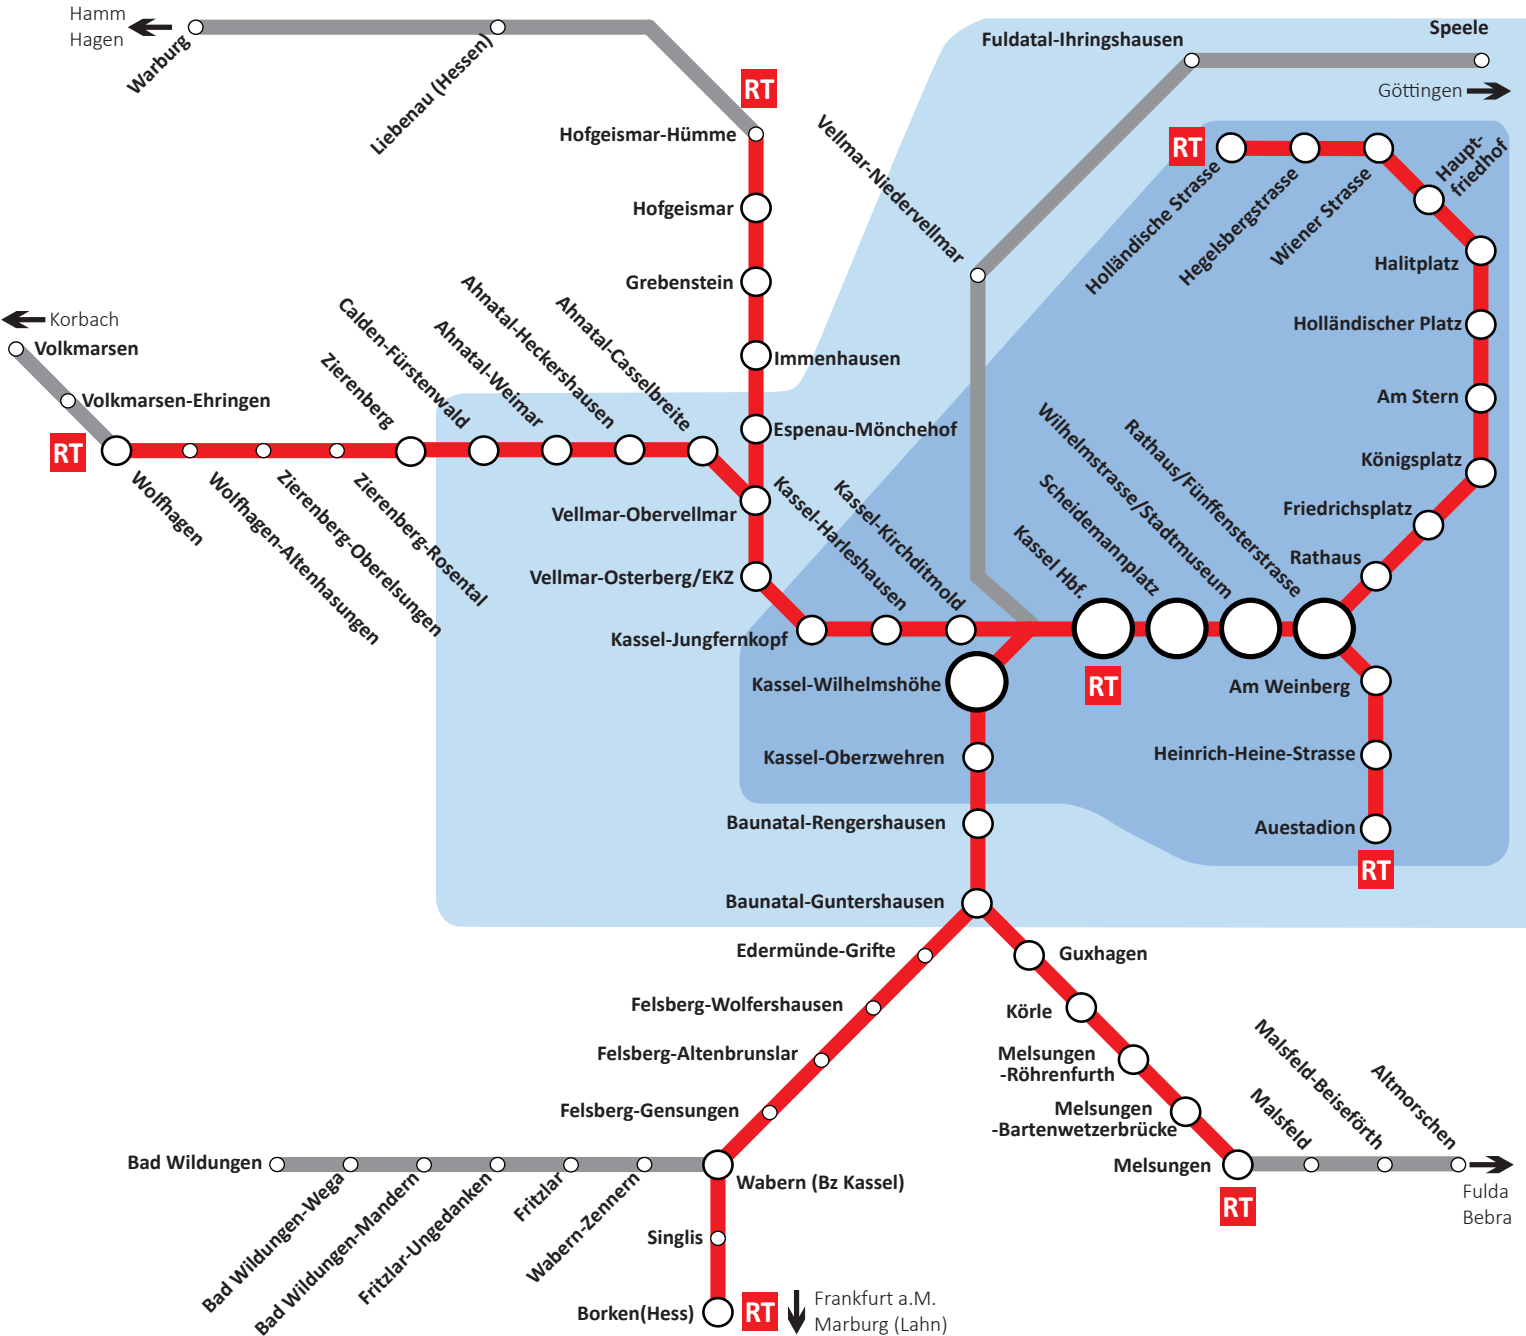 Hamm
Hagen
Warburg
Liebenau (Hessen)
RT
Hofgeismar-Hümme
Hofgeismar
Grebenstein
Immenhausen
Espenau-Mönchehof
Fuldatal-Ihringshausen
Speele
Göttingen
Vellmar-Niedervellmar
RT
Holländische Strasse
Hegelsbergstrasse
Wiener Strasse
Haupt-
friedhof
Halitplatz
Holländischer Platz
Am Stern
Königsplatz
Friedrichsplatz
Rathaus
Korbach
Volkmarsen
Volkmarsen-Ehringen
RT
Wolfhagen
Wolfhagen-Altenhasungen
Zierenberg-Oberelsungen
Zierenberg-Rosental
Zierenberg
Calden-Fürstenwald
Ahnatal-Weimar
Ahnatal-Heckershausen
Ahnatal-Casselbreite
Vellmar-Obervellmar
Vellmar-Osterberg/EKZ
Kassel-Jungfernkopf
Kassel-Harleshausen
Kassel-Kirchditmold
Kassel Hbf.
Scheidemannplatz
Wilhelmstrasse/Stadtmuseum
Rathaus/Fünffensterstrasse
RT
Kassel-Wilhelmshöhe
Am Weinberg
Kassel-Oberzwehren
Heinrich-Heine-Strasse
Baunatal-Rengershausen
Auestadion
RT
Baunatal-Guntershausen
Edermünde-Grifte
Felsberg-Wolfershausen
Felsberg-Altenbrunslar
Felsberg-Gensungen
Guxhagen
Körle
Melsungen
-Röhrenfurth
Melsungen
-Bartenwetzerbrücke
Melsungen
RT
Malsfeld
Malsfeld-Beiseförth
Altmorschen
Fulda
Bebra
Bad Wildungen
Bad Wildungen-Wega
Bad Wildungen-Mandern
Fritzlar-Ungedanken
Fritzlar
Wabern-Zennern
Wabern (Bz Kassel)
Singlis
Borken(Hess)
RT
Frankfurt a.M.
Marburg (Lahn)